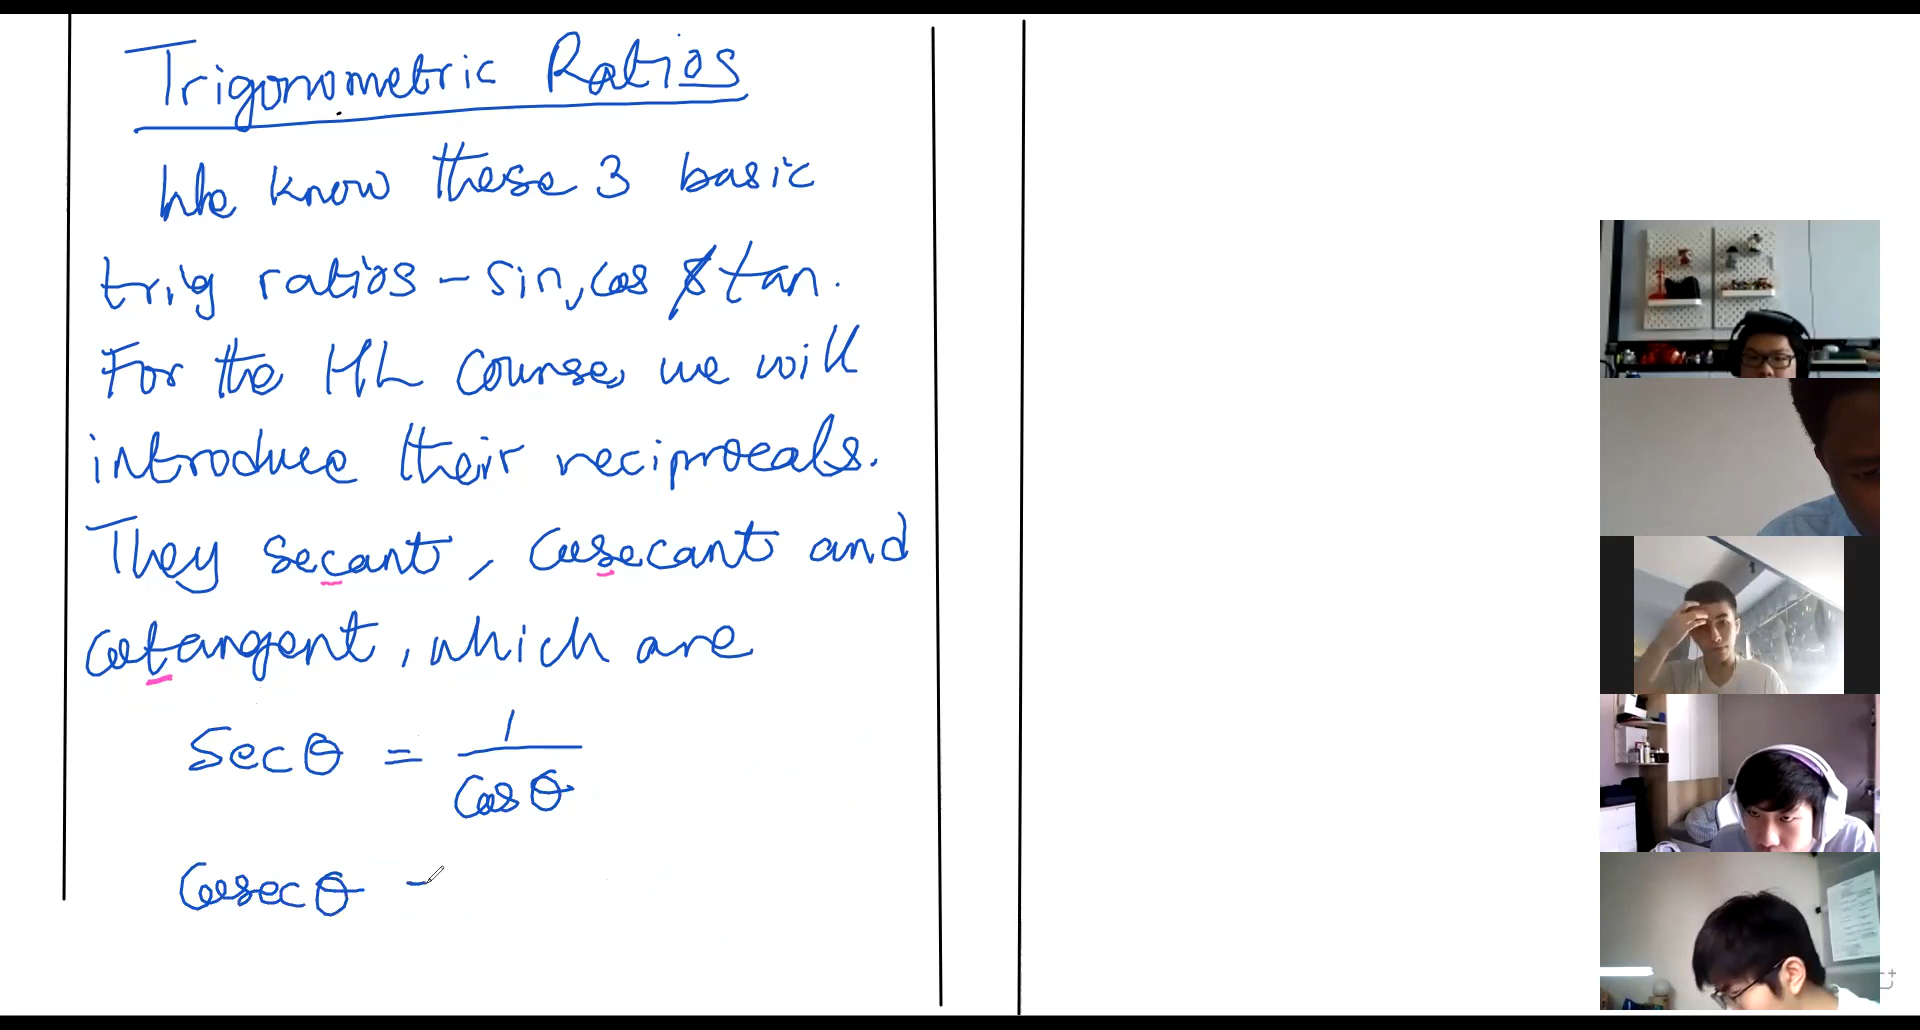 Trigonometric Ratios
We know these 3 basic
trig ratios - sin, cos & tan.
For the HL course, we will
introduce their reciprocals.
They secant, cosecant and
cotangent, which are
Sec θ = 1/Cos θ
Cosec θ -